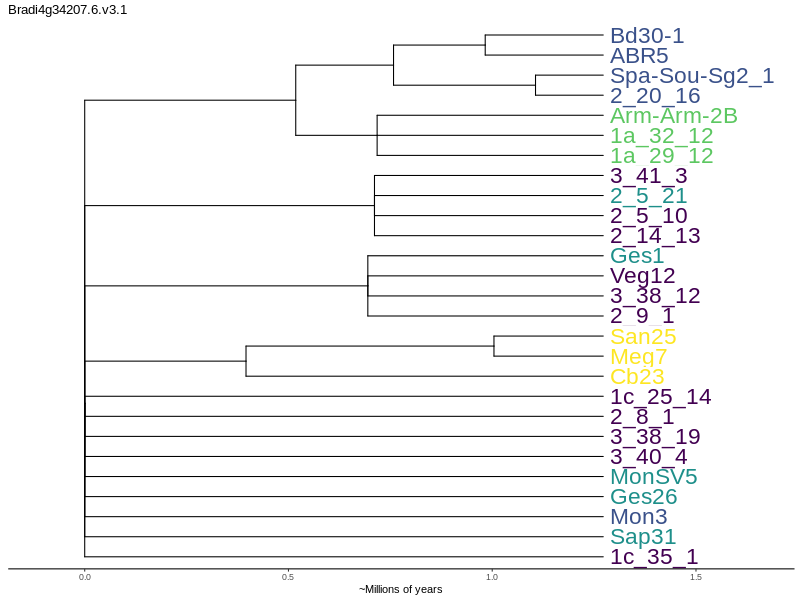 Bradi4g34207.6.v3.1
Bd30-1
ABR5
Spa-Sou-Sg2_1
2_20_16
Arm-Arm-2B
1a_32_12
1a_29_12
3_41_3
2_5_21
2_5_10
2_14_13
Ges1
Veg12
3_38_12
2_9_1
San25
Meg7
Cb23
1c_25_14
2_8_1
3_38_19
3_40_4
MonSV5
Ges26
Mon3
Sap31
1c_35_1
0.0 0.5 1.0 1.5
~Millions of years